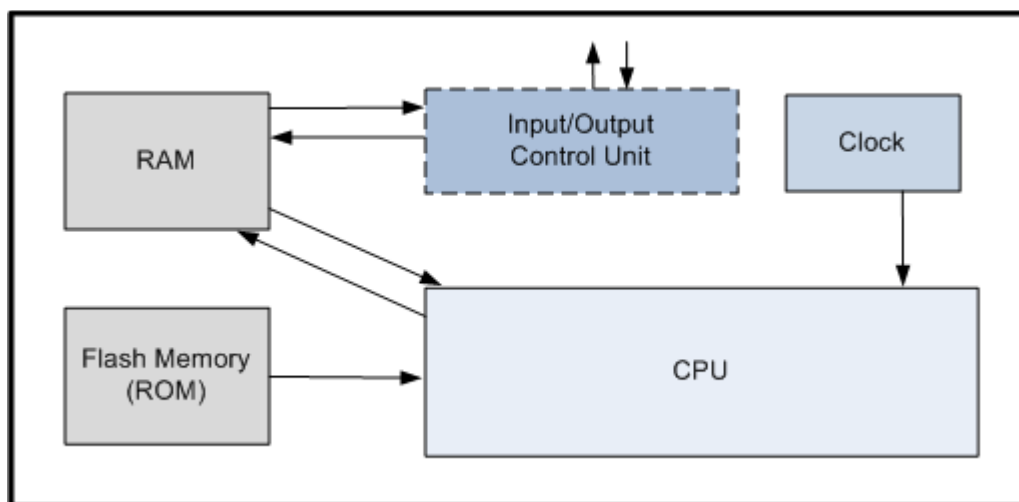 Input/Output
Control Unit
Clock
RAM
Flash Memory
(ROM)
CPU